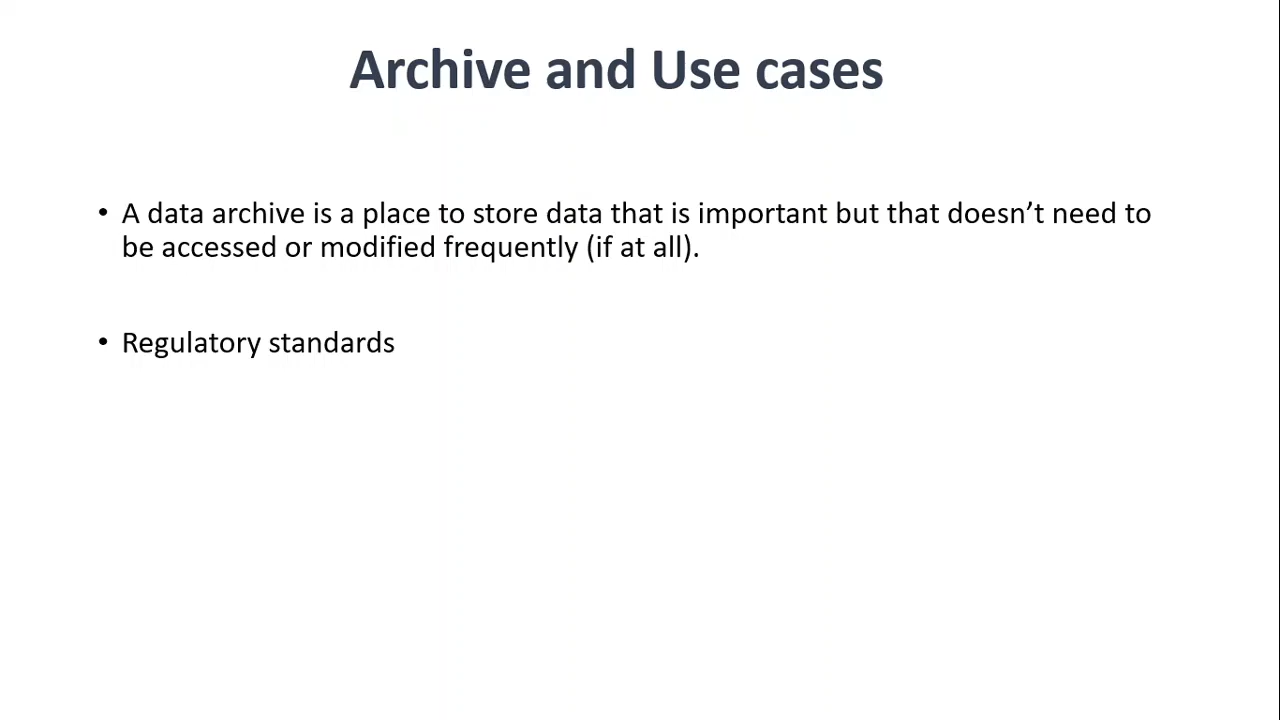 Archive and Use cases
• A data archive is a place to store data that is important but that doesn’t need to
be accessed or modified frequently (if at all).
• Regulatory standards